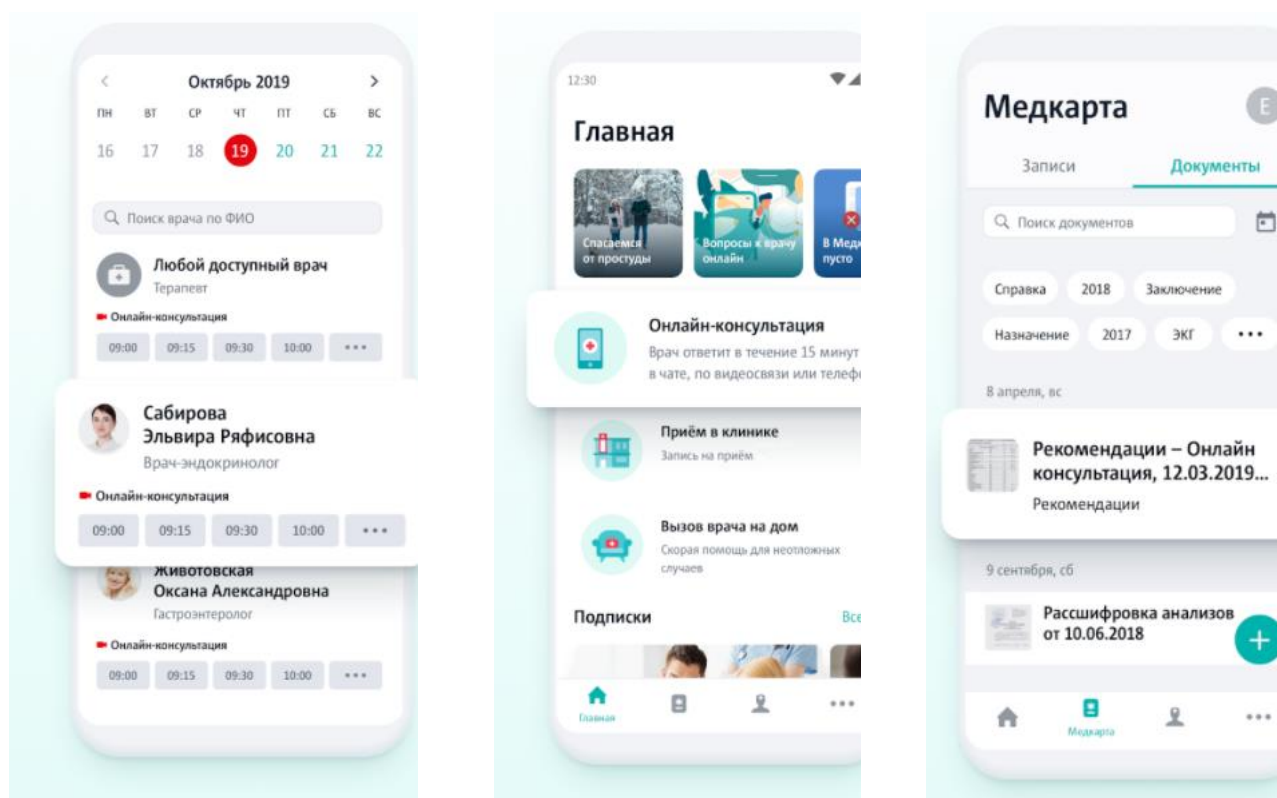 Октябрь 2019
ПН ВТ СР ЧТ ПТ СБ ВС
16 17 18 19 20 21 22
Поиск врача по ФИО
Любой доступный врач
Терапевт
Онлайн-консультация
09:00 09:15 09:30 10:00
Сабирова
Эльвира Ряфисовна
Врач-эндокринолог
Онлайн-консультация
09:00 09:15 09:30 10:00
Животовская
Оксана Александровна
Гастроэнтеролог
Онлайн-консультация
09:00 09:15 09:30 10:00
12:30
Главная
Спасаемся
от простуды
Вопросы к врачу
онлайн
В Меди
пусто
Онлайн-консультация
Врач ответит в течение 15 минут
в чате, по видеосвязи или телефо
Приём в клинике
Запись на приём
Вызов врача на дом
Скорая помощь для неотложных
случаев
Подписки Все
Главная
Медкарта E
Записи Документы
Поиск документов
Справка 2018 Заключение
Назначение 2017 ЭКГ
8 апреля, вс
Рекомендации – Онлайн
консультация, 12.03.2019...
Рекомендации
9 сентября, сб
Рассшифровка анализов
от 10.06.2018
Медкарта